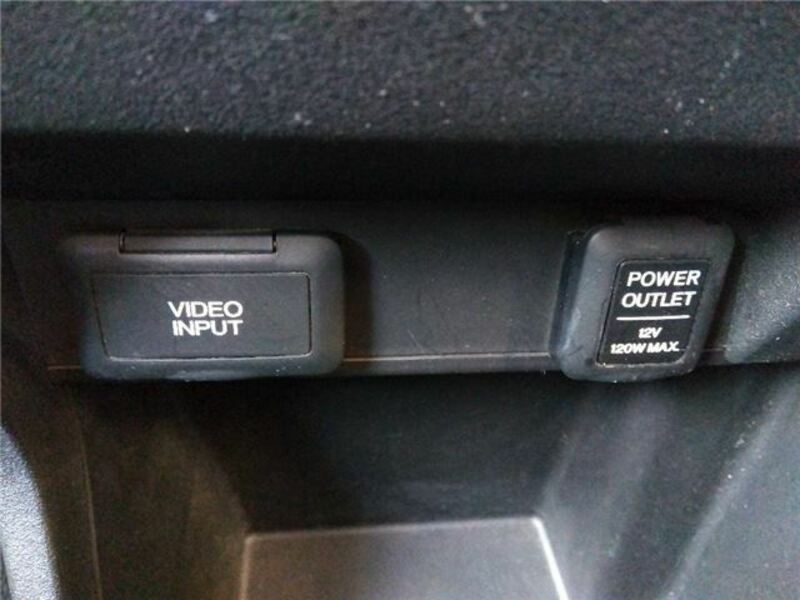 VIDEO
INPUT
POWER
OUTLET
12V
120W MAX.